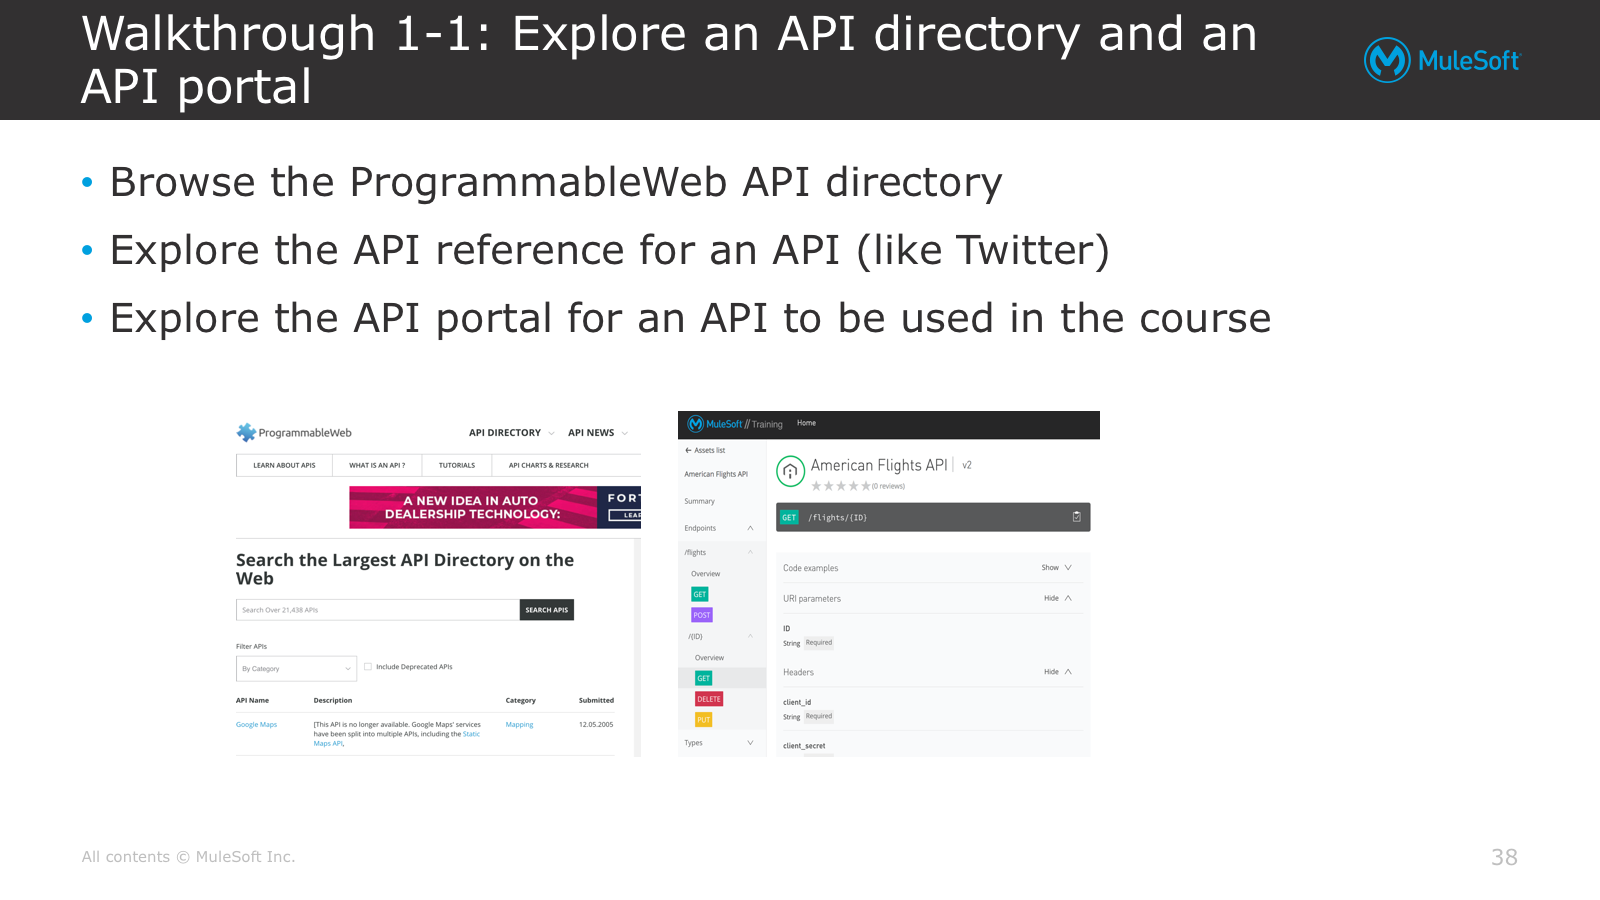 Walkthrough 1-1: Explore an API directory and an
API portal
MuleSoft
• Browse the ProgrammableWeb API directory
• Explore the API reference for an API (like Twitter)
• Explore the API portal for an API to be used in the course
ProgrammableWeb
API DIRECTORY API NEWS
LEARN ABOUT APIS WHAT IS AN API ? TUTORIALS API CHARTS & RESEARCH
A NEW IDEA IN AUTO
DEALERSHIP TECHNOLOGY:
Search the Largest API Directory on the
Web
Search Over 21,438 APIs SEARCH APIS
Filter APIs
By Category Include Deprecated APIs
API Name Description Category Submitted
Google Maps [This API is no longer available. Google Maps' services Mapping 12.05.2005
have been split into multiple APIs, including the Static
Maps API,
MuleSoft // Training Home
← Assets list
American Flights API
Summary
Endpoints
/flights
Overview
GET
POST
/{ID}
Overview
GET
DELETE
PUT
Types
American Flights API | v2
(0 reviews)
GET /flights/{ID}
Code examples Show
URI parameters Hide
ID
String Required
Headers Hide
client_id
String Required
client_secret
All contents © MuleSoft Inc.
38